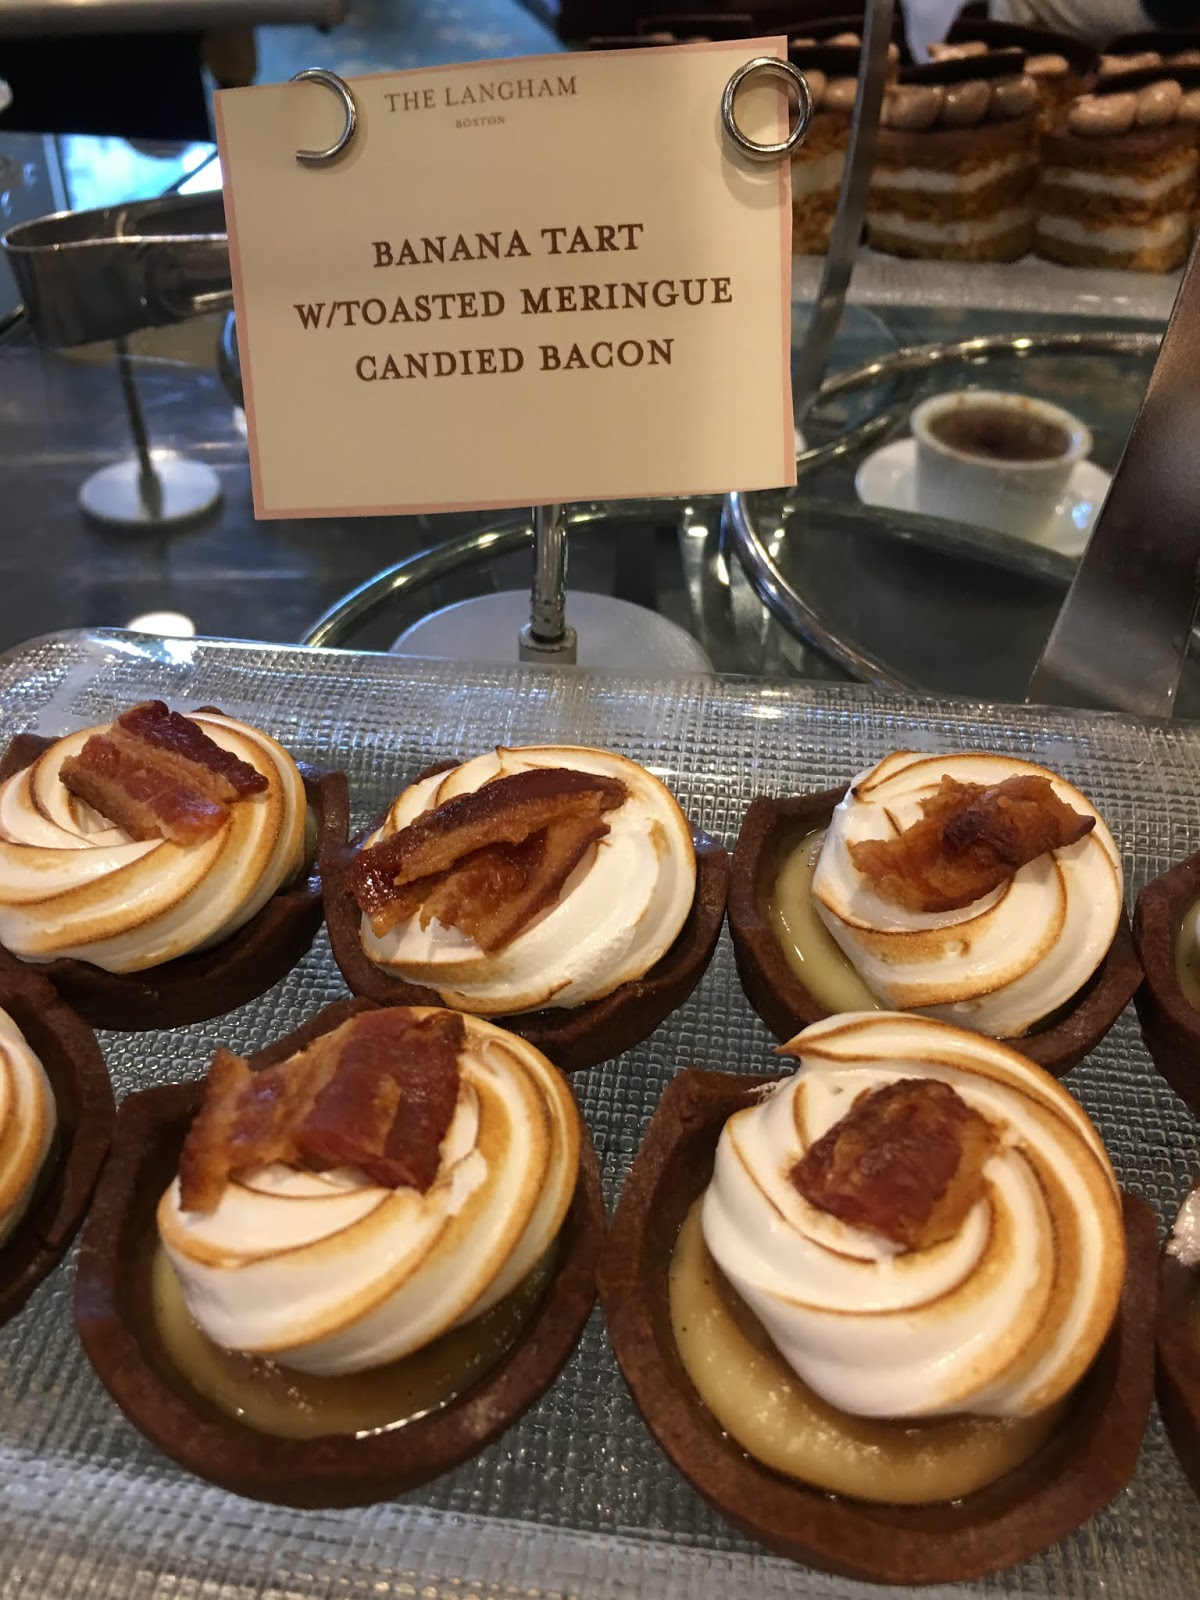 THE LANGHAM
BOSTON
BANANA TART
W/TOASTED MERINGUE
CANDIED BACON